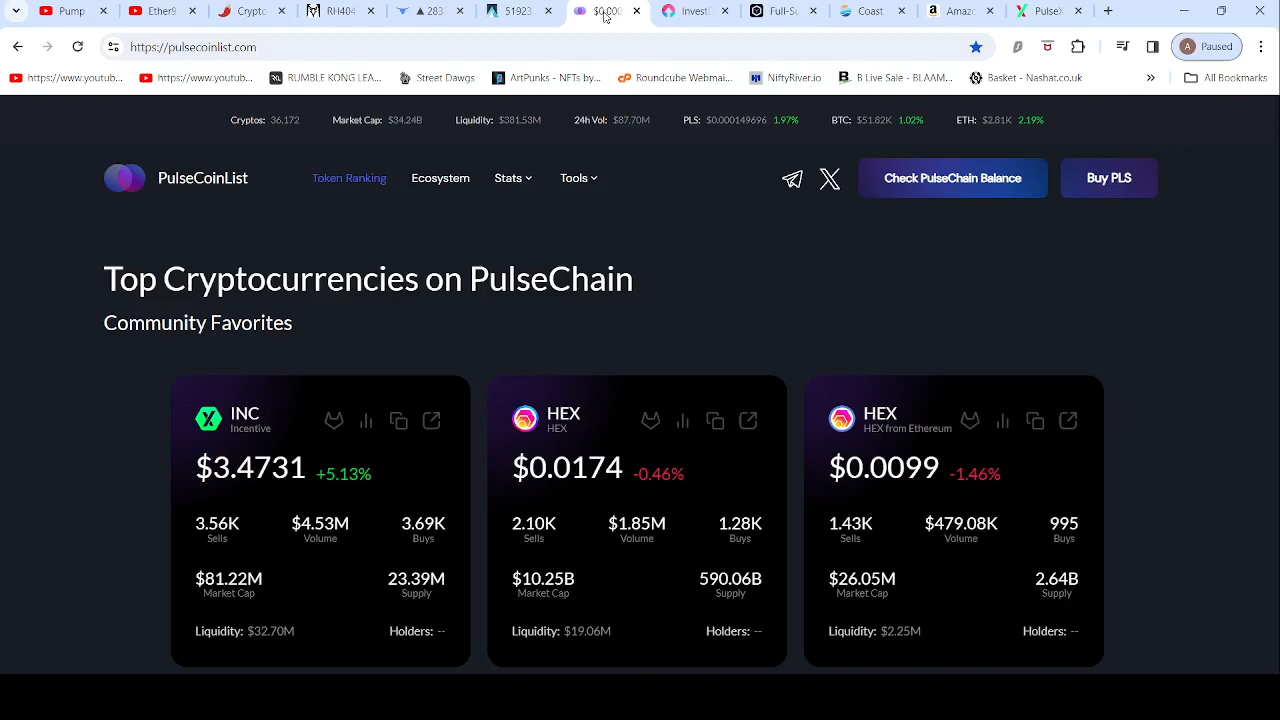 Pump
Ether9
Crypto
RH404
▲ 283
51923
$0.000
InvestD
Full-Su
Coast
Amazo
PulseX
https://pulsecoinlist.com
A Paused
https://www.youtub...
https://www.youtub...
RUMBLE KONG LEA...
Street Dawgs
ArtPunks - NFTs by...
Roundcube Webmai...
NiftyRiver.io
B Live Sale - BLAAM...
Basket - Nashat.co.uk
»
All Bookmarks
Cryptos: 36,172 Market Cap: $34.24B Liquidity: $381.53M 24h Vol: $87.70M PLS: $0.000149696 1.97% BTC: $51.82K 1.02% ETH: $2.81K 2.19%
PulseCoinList Token Ranking Ecosystem Stats Tools Check PulseChain Balance Buy PLS
Top Cryptocurrencies on PulseChain
Community Favorites
INC
Incentive
$3.4731 +5.13%
3.56K $4.53M 3.69K
Sells Volume Buys
$81.22M 23.39M
Market Cap Supply
Liquidity: $32.70M Holders: --
HEX
HEX
$0.0174 -0.46%
2.10K $1.85M 1.28K
Sells Volume Buys
$10.25B 590.06B
Market Cap Supply
Liquidity: $19.06M Holders: --
HEX
HEX from Ethereum
$0.0099 -1.46%
1.43K $479.08K 995
Sells Volume Buys
$26.05M 2.64B
Market Cap Supply
Liquidity: $2.25M Holders: --